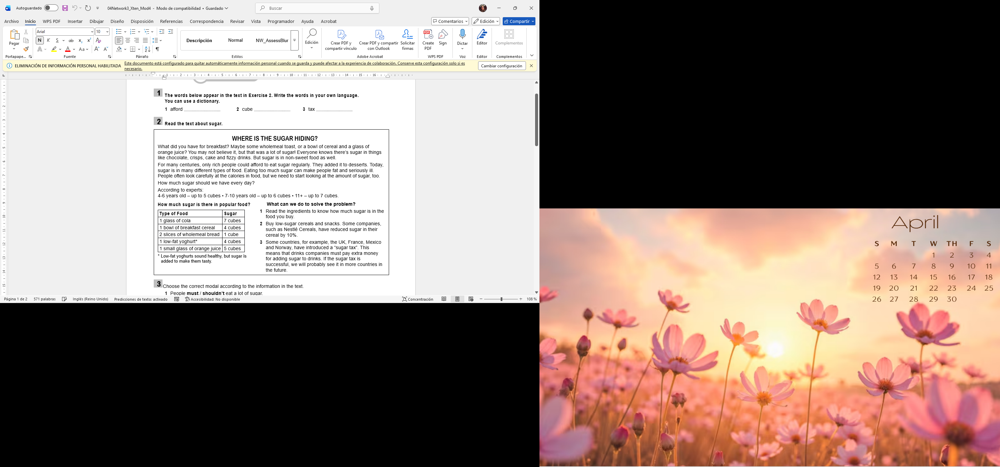 Autoguardado
04Network3_Xten_Mod4 - Modo de compatibilidad • Guardado
Buscar
Archivo Inicio WPS PDF Insertar Dibujar Diseño Disposición Referencias Correspondencia Revisar Vista Programador Ayuda Acrobat
Comentarios Edición Compartir
Pegar
Arial 10
N K S ab x₂ x² A
A A Aa A A
Descripción Normal NW_AssessBlur
Edición
Crear PDF y compartir vínculo
Crear PDF y compartir con Outlook
Solicitar firmas
Create PDF
Sign
Dictar
Editor
Complementos
Portapape... Fuente Párrafo Estilos Adobe Acrobat WPS PDF Voz Editor Complementos
ELIMINACIÓN DE INFORMACIÓN PERSONAL HABILITADA
Este documento está configurado para quitar automáticamente información personal cuando se guarda y puede afectar a la experiencia de colaboración. Conserve esta configuración solo si es
necesario.
Cambiar configuración
1 2 3 4 5 6 7 8 9 10 11 12 13 14 15 16
1 The words below appear in the text in Exercise 2. Write the words in your own language.
You can use a dictionary.
1 afford .................................. 2 cube .................................. 3 tax ..................................
2 Read the text about sugar.
WHERE IS THE SUGAR HIDING?
What did you have for breakfast? Maybe some wholemeal toast, or a bowl of cereal and a glass of
orange juice? You may not believe it, but that was a lot of sugar! Everyone knows there’s sugar in things
like chocolate, crisps, cake and fizzy drinks. But sugar is in non-sweet food as well.
For many centuries, only rich people could afford to eat sugar regularly. They added it to desserts. Today,
sugar is in many different types of food. Eating too much sugar can make people fat and seriously ill.
People often look carefully at the calories in food, but we need to start looking at the amount of sugar, too.
How much sugar should we have every day?
According to experts:
4-6 years old – up to 5 cubes • 7-10 years old – up to 6 cubes • 11+ – up to 7 cubes.
How much sugar is there in popular food?
Type of Food Sugar
1 glass of cola 7 cubes
1 bowl of breakfast cereal 4 cubes
2 slices of wholemeal bread 1 cube
1 low-fat yoghurt* 4 cubes
1 small glass of orange juice 5 cubes
* Low-fat yoghurts sound healthy, but sugar is
added to make them tasty.
What can we do to solve the problem?
1 Read the ingredients to know how much sugar is in the
food you buy.
2 Buy low-sugar cereals and snacks. Some companies,
such as Nestlé Cereals, have reduced sugar in their
cereal by 10%.
3 Some countries, for example, the UK, France, Mexico
and Norway, have introduced a “sugar tax”. This
means that drinks companies must pay extra money
for adding sugar to drinks. If the sugar tax is
successful, we will probably see it in more countries in
the future.
3 Choose the correct modal according to the information in the text.
1 People must / shouldn’t eat a lot of sugar.
Página 1 de 2 571 palabras Inglés (Reino Unido) Predicciones de texto: activado Accesibilidad: No disponible Concentración 108 %
April
S M T W TH F S
1 2 3 4
5 6 7 8 9 10 11
12 13 14 15 16 17 18
19 20 21 22 23 24 25
26 27 28 29 30